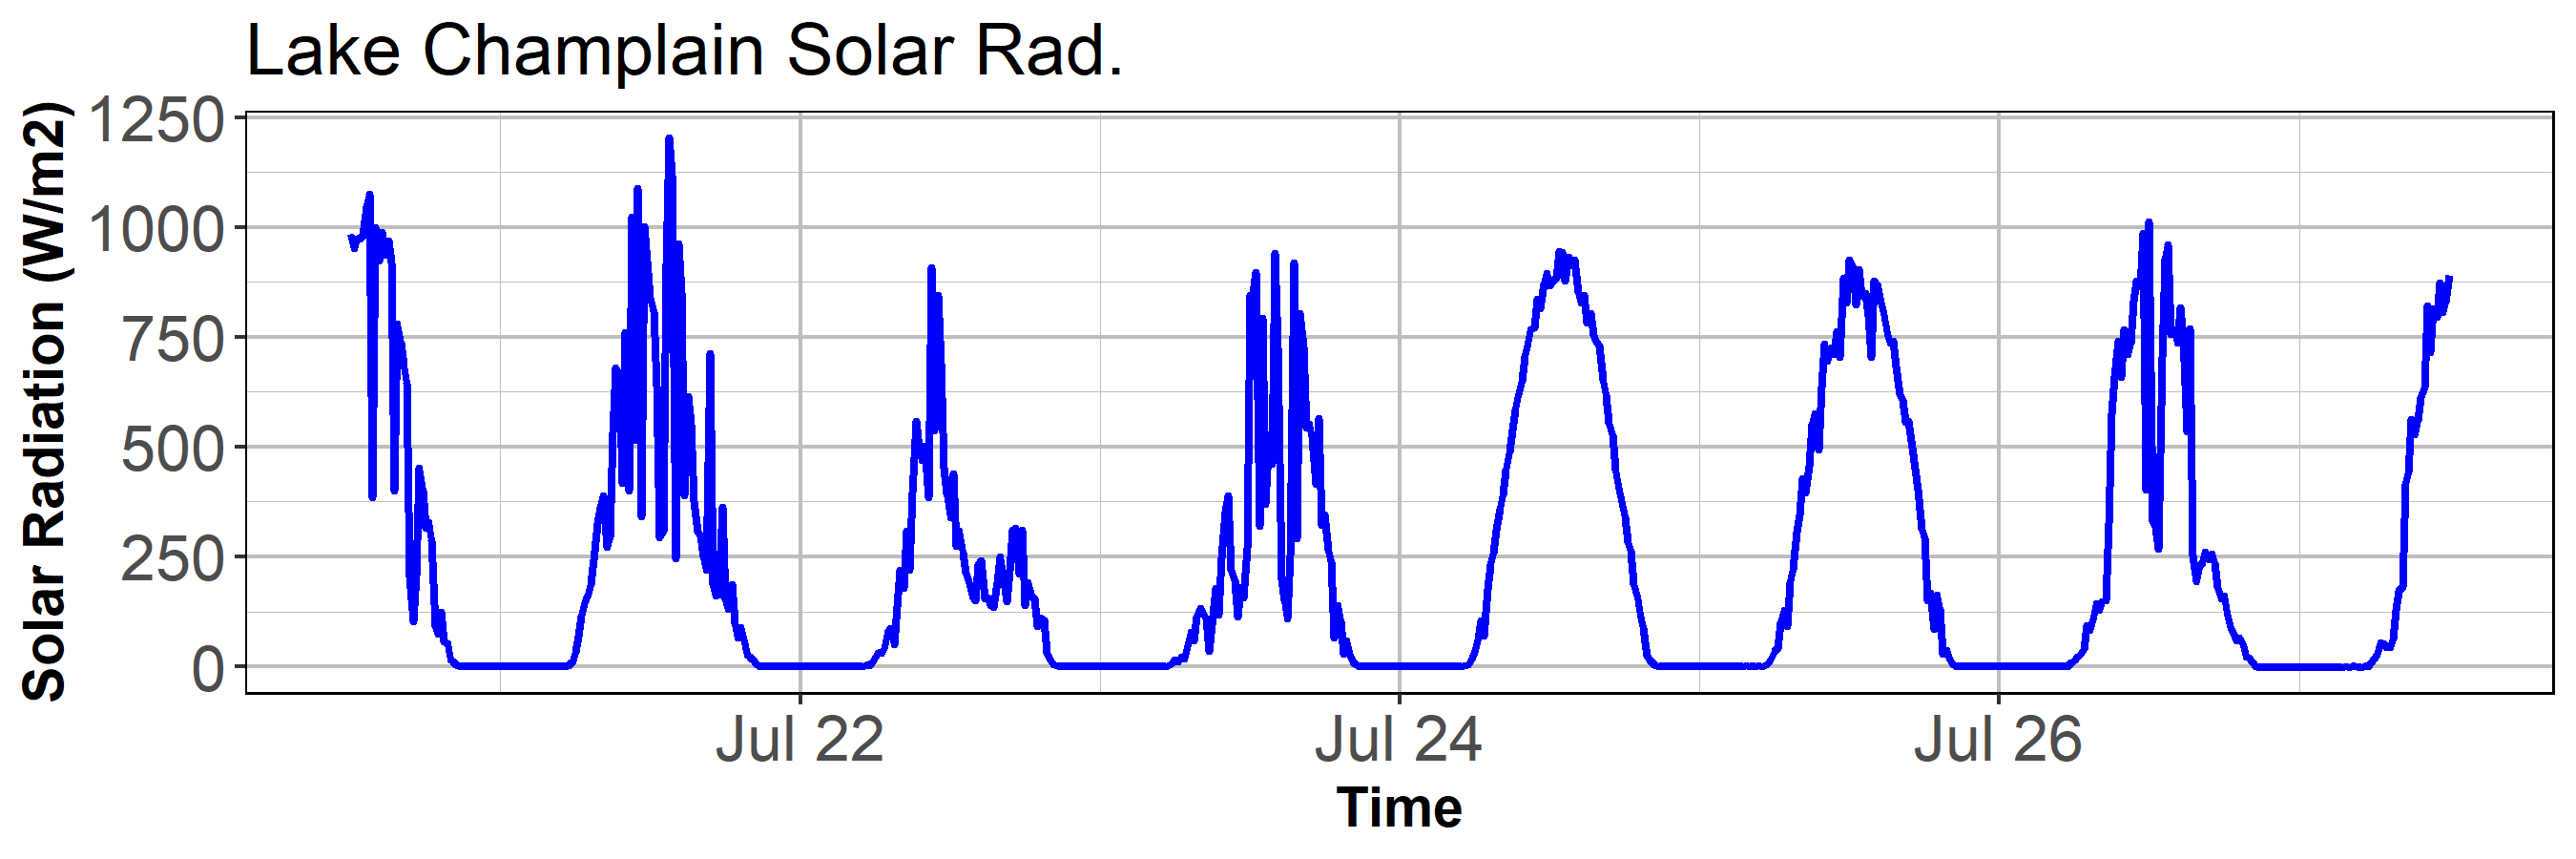 Lake Champlain Solar Rad.
Solar Radiation (W/m2)
1250
1000
750
500
250
0
Jul 22
Jul 24
Jul 26
Time